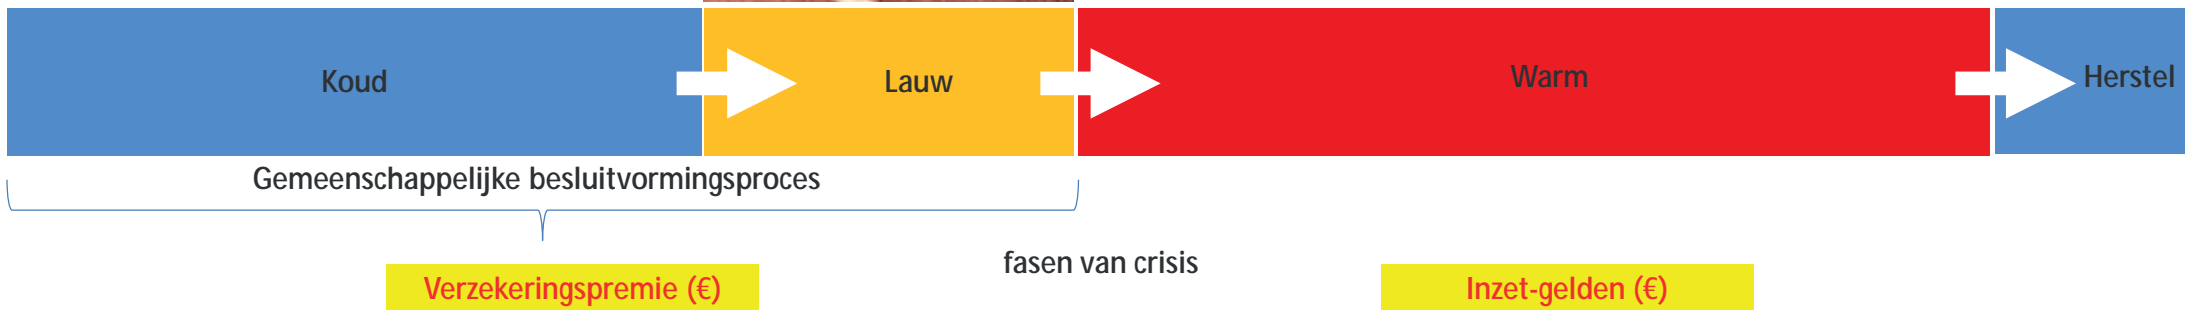 Koud
Lauw
Warm
Herstel
Gemeenschappelijke besluitvormingsproces
fasen van crisis
Verzekeringspremie (€)
Inzet-gelden (€)